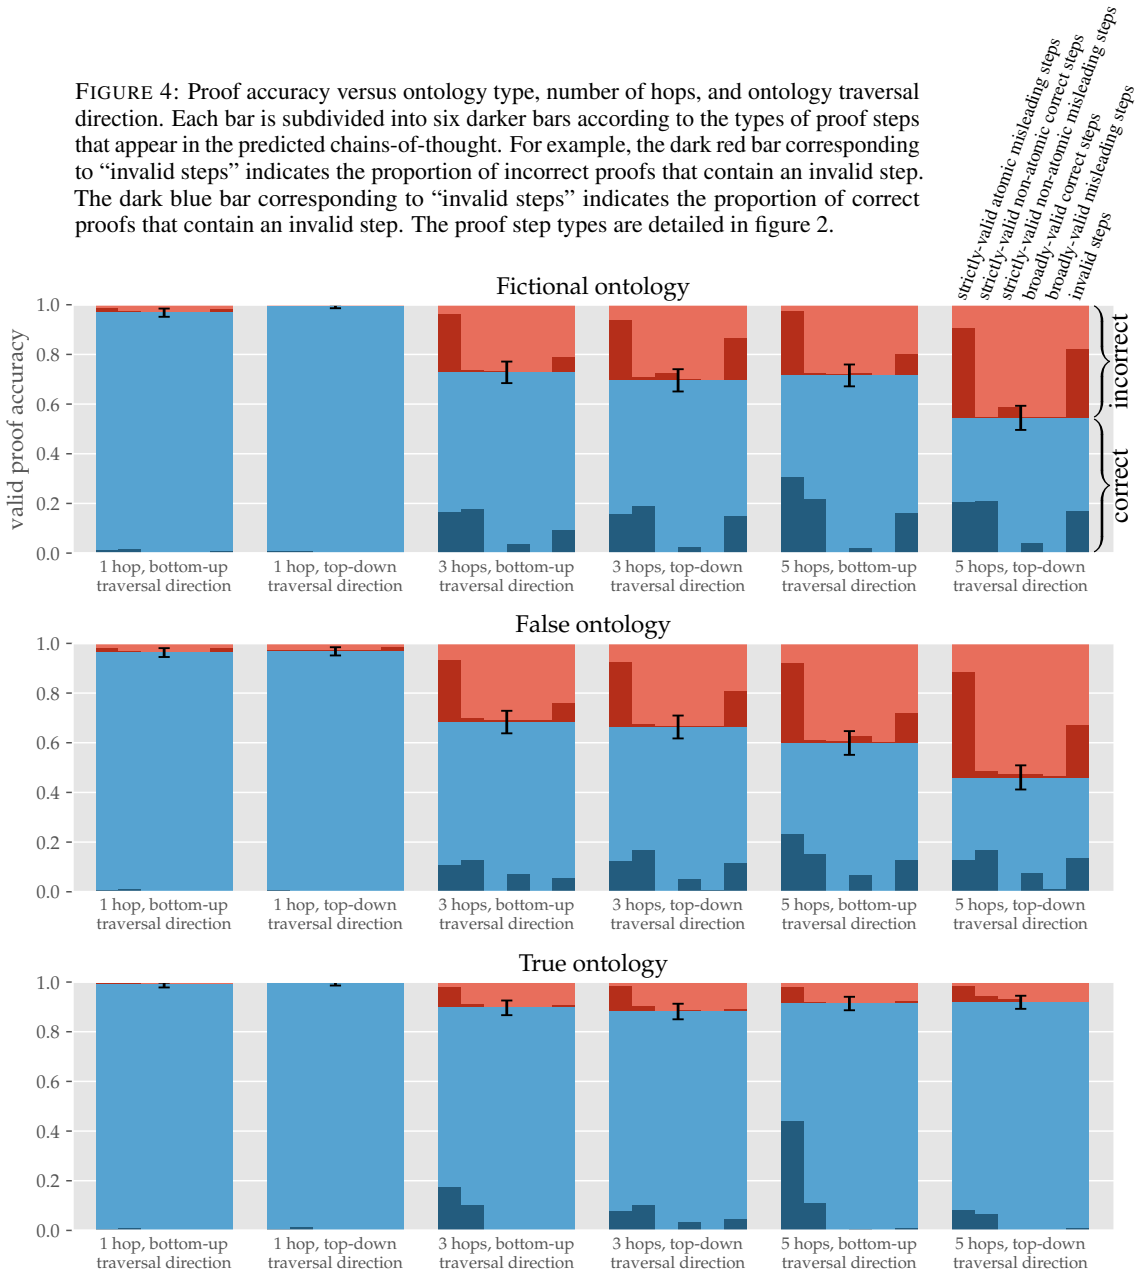 FIGURE 4: Proof accuracy versus ontology type, number of hops, and ontology traversal
direction. Each bar is subdivided into six darker bars according to the types of proof steps
that appear in the predicted chains-of-thought. For example, the dark red bar corresponding
to “invalid steps” indicates the proportion of incorrect proofs that contain an invalid step.
The dark blue bar corresponding to “invalid steps” indicates the proportion of correct
proofs that contain an invalid step. The proof step types are detailed in figure 2.
strictly-valid atomic misleading steps
strictly-valid non-atomic correct steps
strictly-valid non-atomic misleading steps
broadly-valid correct steps
broadly-valid misleading steps
invalid steps
Fictional ontology
valid proof accuracy
1.0
0.8
0.6
0.4
0.2
0.0
incorrect
correct
1 hop, bottom-up
traversal direction
1 hop, top-down
traversal direction
3 hops, bottom-up
traversal direction
3 hops, top-down
traversal direction
5 hops, bottom-up
traversal direction
5 hops, top-down
traversal direction
False ontology
1.0
0.8
0.6
0.4
0.2
0.0
1 hop, bottom-up
traversal direction
1 hop, top-down
traversal direction
3 hops, bottom-up
traversal direction
3 hops, top-down
traversal direction
5 hops, bottom-up
traversal direction
5 hops, top-down
traversal direction
True ontology
1.0
0.8
0.6
0.4
0.2
0.0
1 hop, bottom-up
traversal direction
1 hop, top-down
traversal direction
3 hops, bottom-up
traversal direction
3 hops, top-down
traversal direction
5 hops, bottom-up
traversal direction
5 hops, top-down
traversal direction